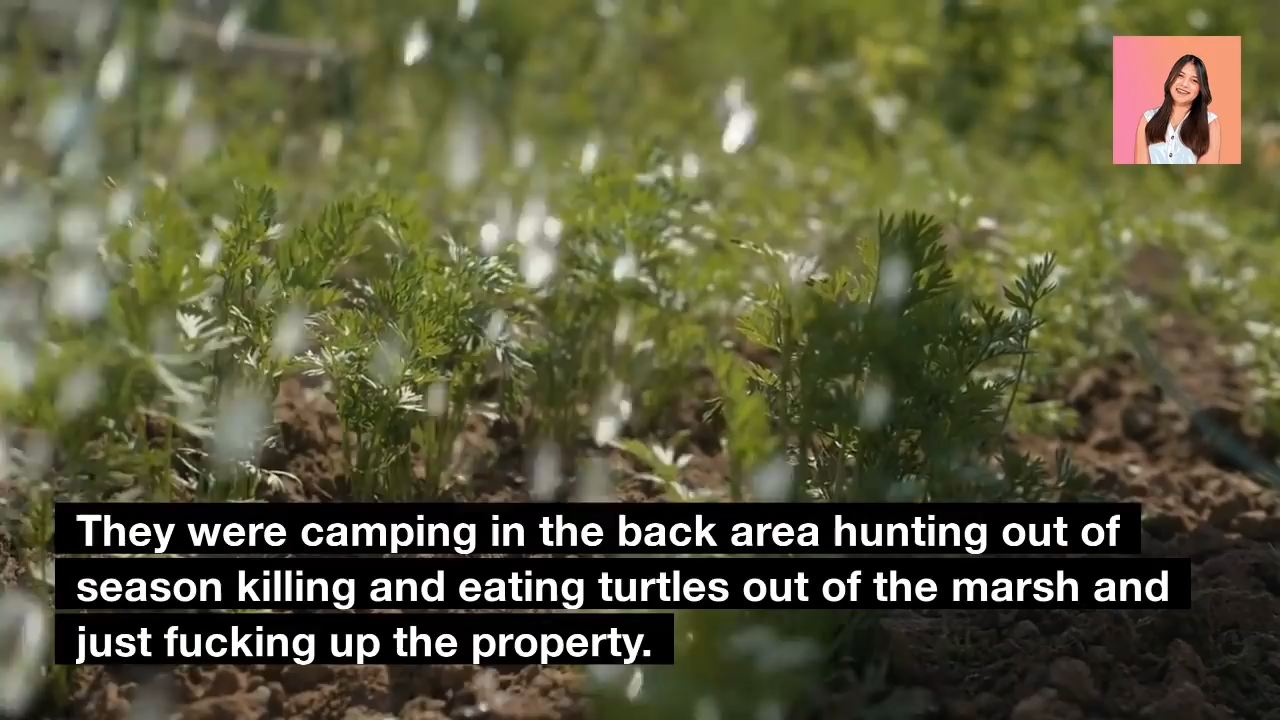 They were camping in the back area hunting out of
season killing and eating turtles out of the marsh and
just fucking up the property.